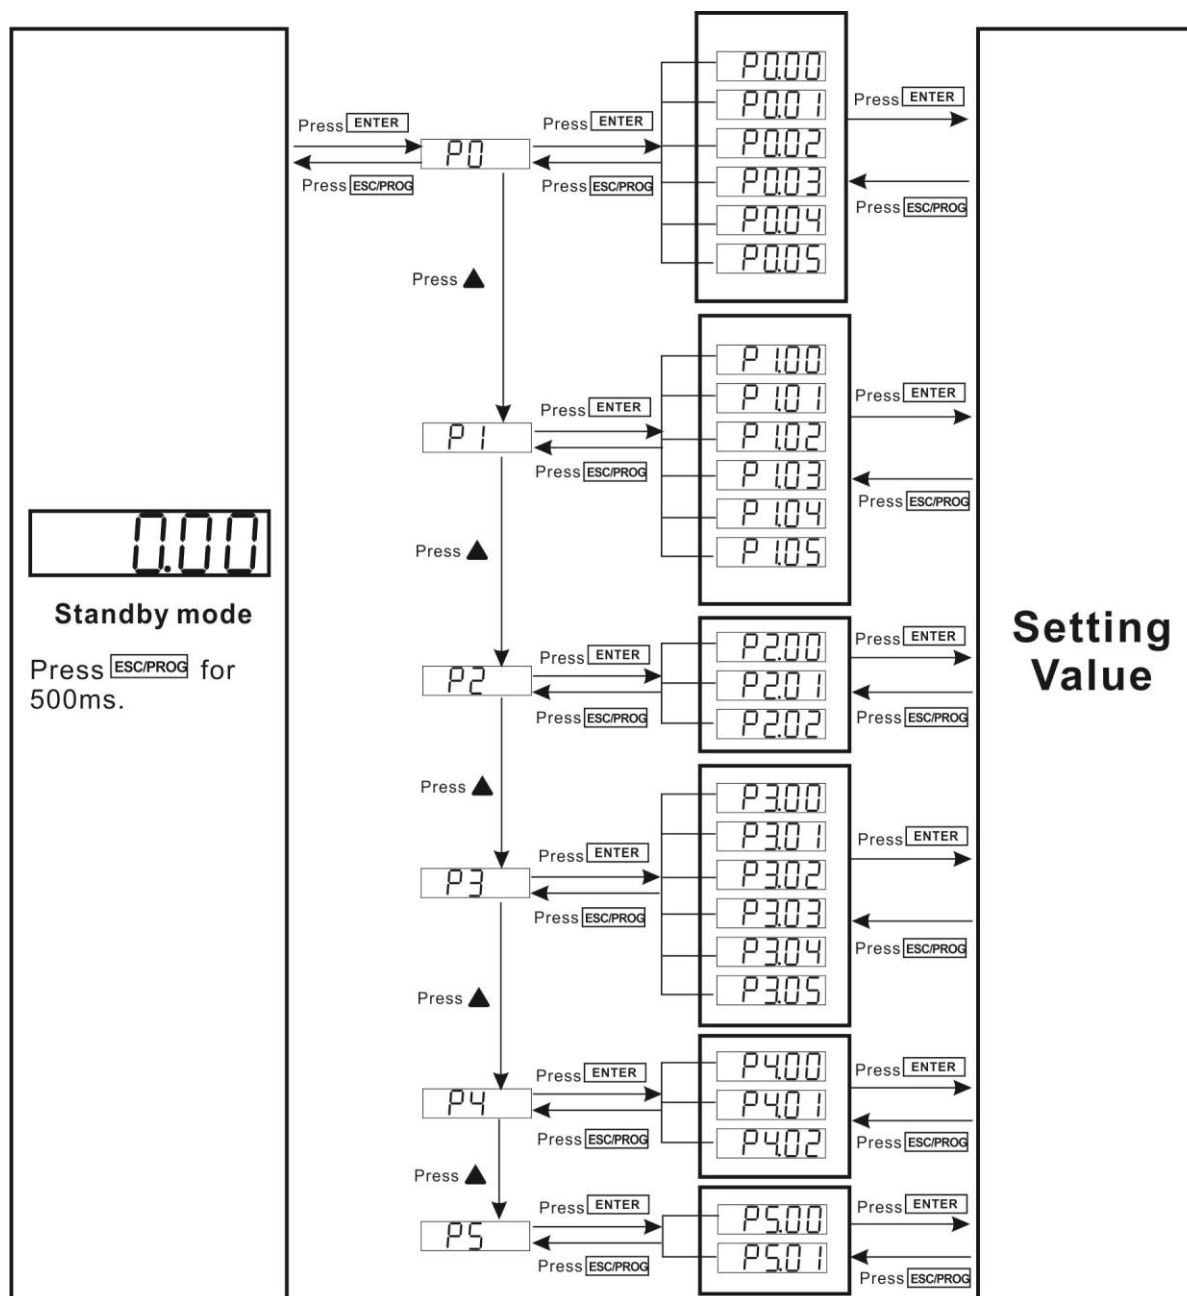 0.00
Standby mode
Press ESC/PROG for
500ms.
Press ENTER
Press ESC/PROG
P0
Press ENTER
Press ESC/PROG
P0.00
P0.01
P0.02
P0.03
P0.04
P0.05
Press ENTER
Press ESC/PROG
Press ▲
P1
Press ENTER
Press ESC/PROG
P1.00
P1.01
P1.02
P1.03
P1.04
P1.05
Press ENTER
Press ESC/PROG
Press ▲
P2
Press ENTER
Press ESC/PROG
P2.00
P2.01
P2.02
Press ENTER
Press ESC/PROG
Press ▲
P3
Press ENTER
Press ESC/PROG
P3.00
P3.01
P3.02
P3.03
P3.04
P3.05
Press ENTER
Press ESC/PROG
Press ▲
P4
Press ENTER
Press ESC/PROG
P4.00
P4.01
P4.02
Press ENTER
Press ESC/PROG
Press ▲
P5
Press ENTER
Press ESC/PROG
P5.00
P5.01
Press ENTER
Press ESC/PROG
Setting
Value